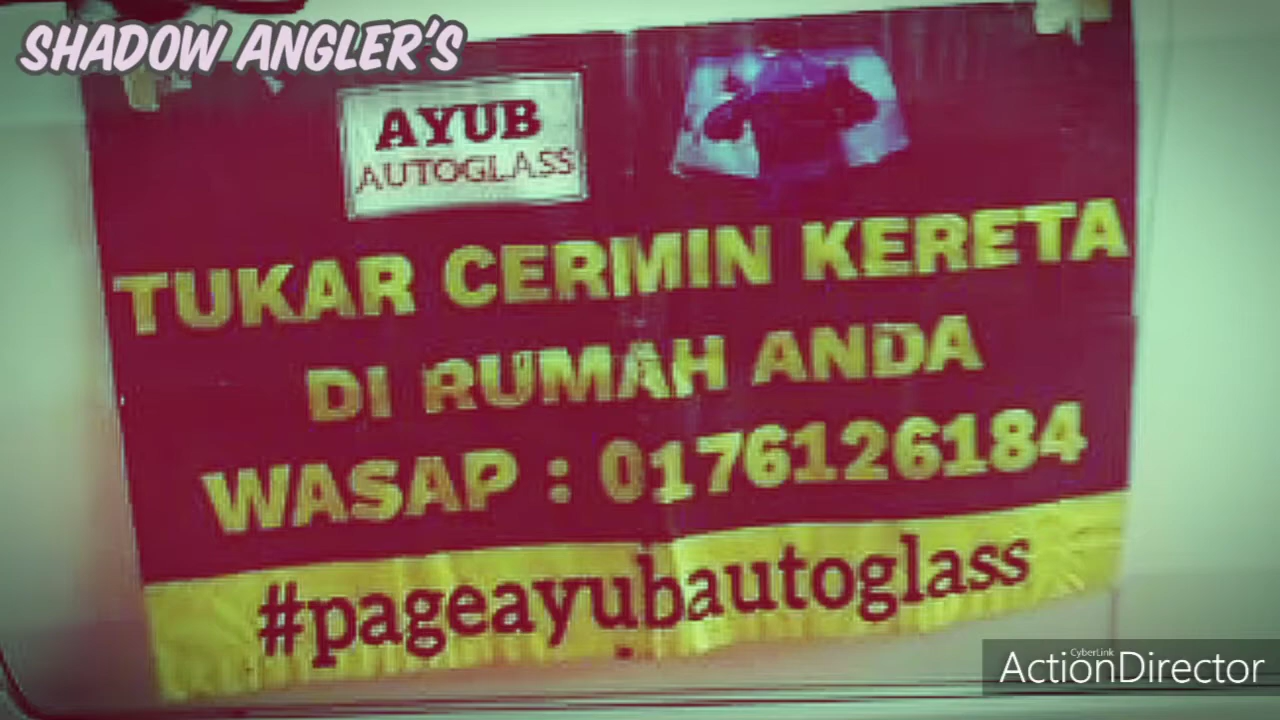 SHADOW ANGLER'S
AYUB
AUTOGLASS
TUKAR CERMIN KERETA
DI RUMAH ANDA
WASAP : 0176126184
#pageayubautoglass
CyberLink
ActionDirector